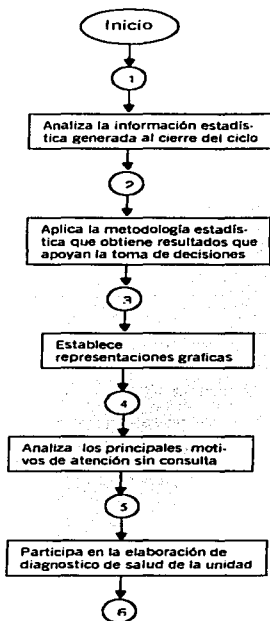 Inicio
1
Analiza la información estadís-
tica generada al cierre del ciclo
2
Aplica la metodología estadís-
tica que obtiene resultados que
apoyan la toma de decisiones
3
Establece
representaciones graficas
4
Analiza los principales moti-
vos de atención sin consulta
5
Participa en la elaboración de
diagnostico de salud de la unidad
6